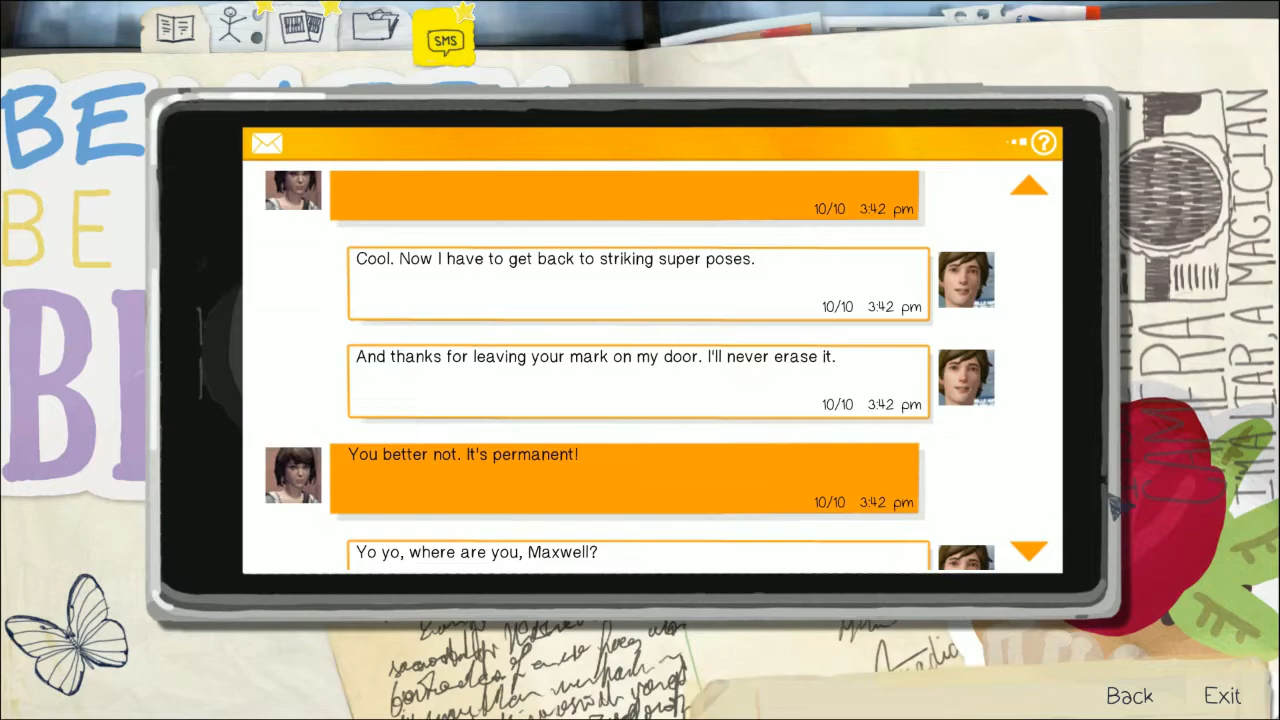 SMS
BE
BE
10/10 3:42 pm
Cool. Now I have to get back to striking super poses.
10/10 3:42 pm
And thanks for leaving your mark on my door. I'll never erase it.
10/10 3:42 pm
You better not. It's permanent!
10/10 3:42 pm
Yo yo, where are you, Maxwell?
CAMERA
LIAR, A MAGICIAN
Back
Exit